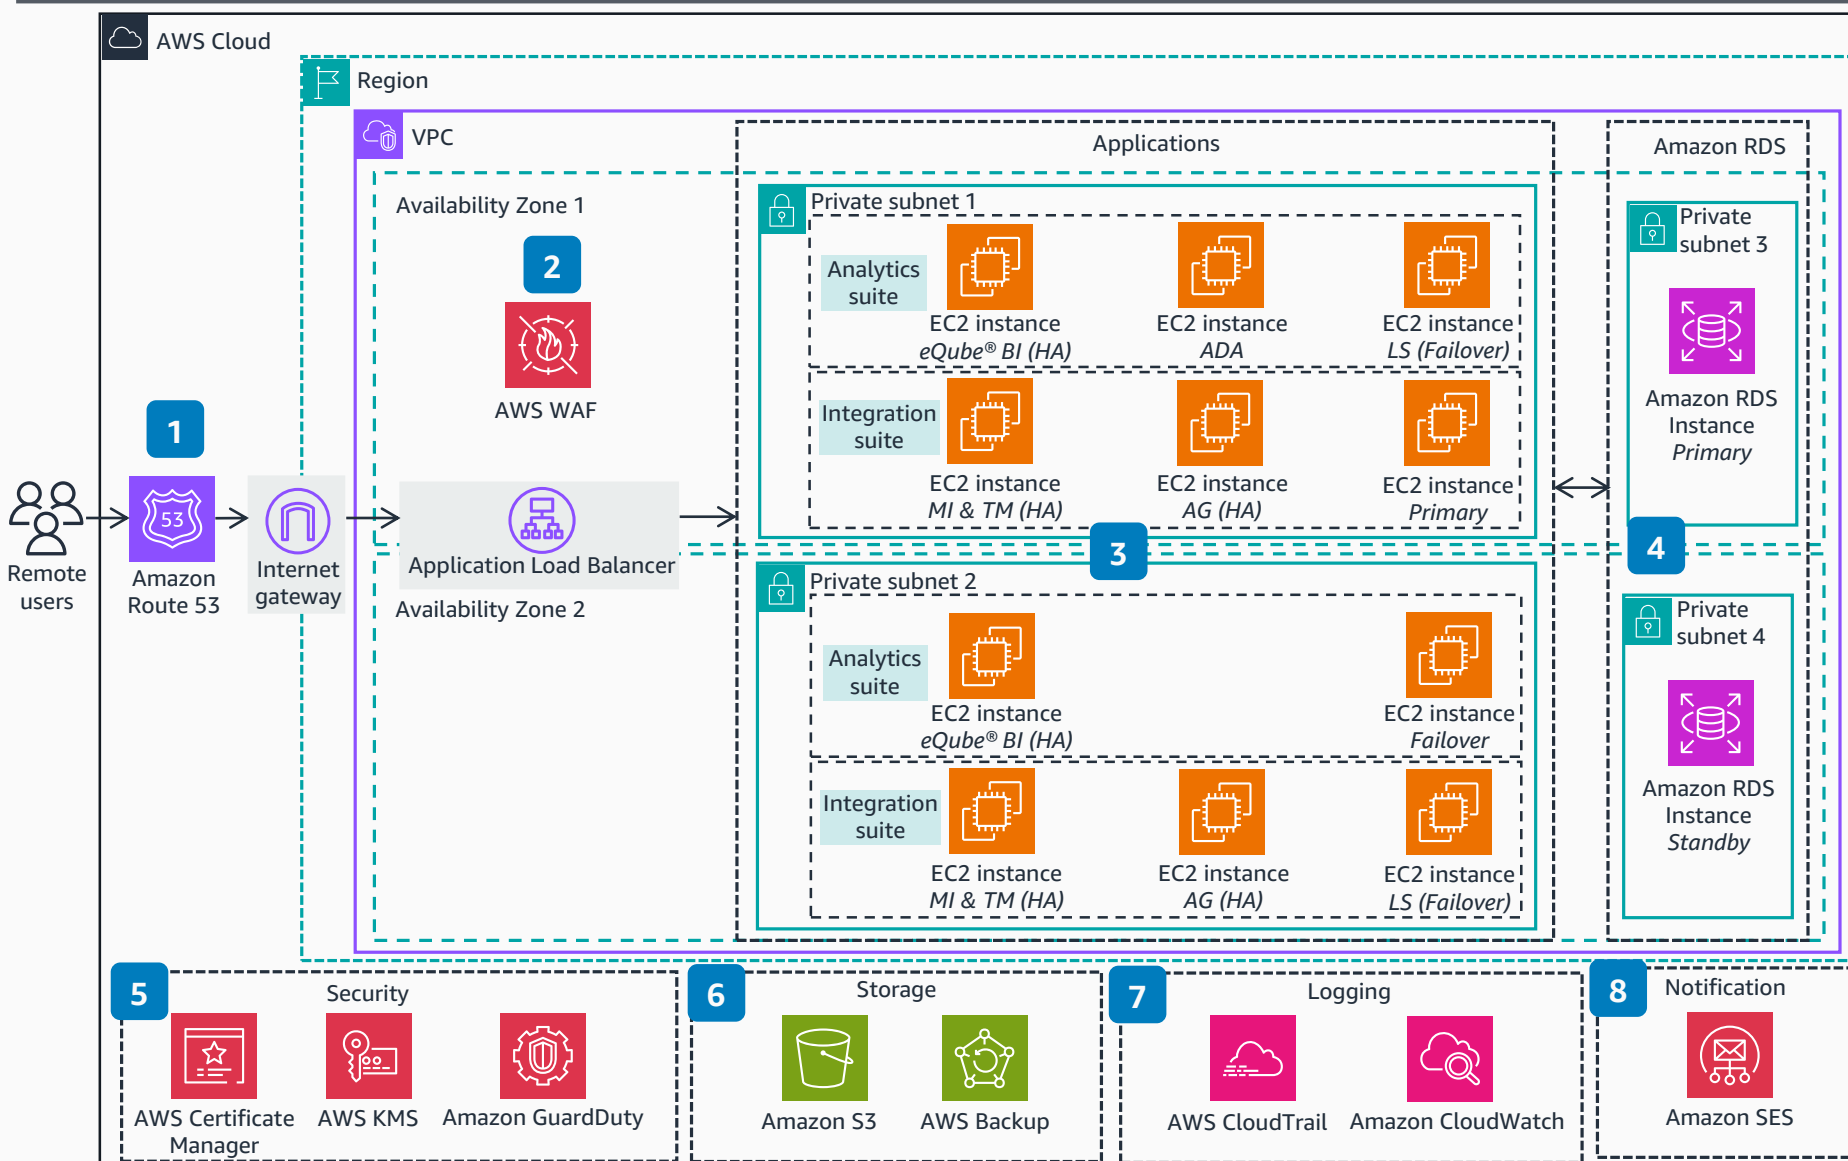 AWS Cloud
Region
VPC
Applications
Amazon RDS
Availability Zone 1
2
AWS WAF
Private subnet 1
Analytics
suite
EC2 instance
eQube® BI (HA)
EC2 instance
ADA
EC2 instance
LS (Failover)
Integration
suite
EC2 instance
MI & TM (HA)
EC2 instance
AG (HA)
EC2 instance
Primary
Private
subnet 3
Amazon RDS
Instance
Primary
1
53
Remote
users
Amazon
Route 53
Internet
gateway
Application Load Balancer
Availability Zone 2
3
4
Private subnet 2
Analytics
suite
EC2 instance
eQube® BI (HA)
EC2 instance
Failover
Integration
suite
EC2 instance
MI & TM (HA)
EC2 instance
AG (HA)
EC2 instance
LS (Failover)
Private
subnet 4
Amazon RDS
Instance
Standby
5
Security
AWS Certificate
Manager
AWS KMS
Amazon GuardDuty
6
Storage
Amazon S3
AWS Backup
7
Logging
AWS CloudTrail
Amazon CloudWatch
8
Notification
Amazon SES